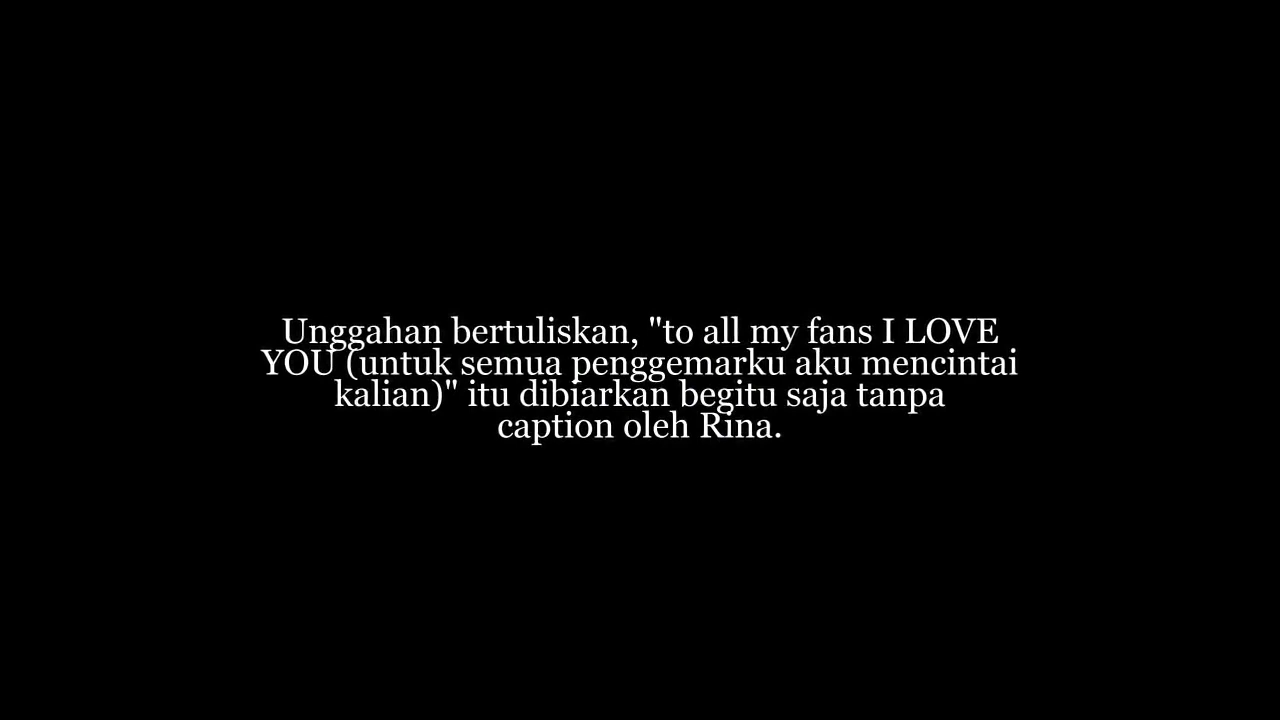 Unggahan bertuliskan, "to all my fans I LOVE
YOU (untuk semua penggemarku aku mencintai
kalian)" itu dibiarkan begitu saja tanpa
caption oleh Rina.